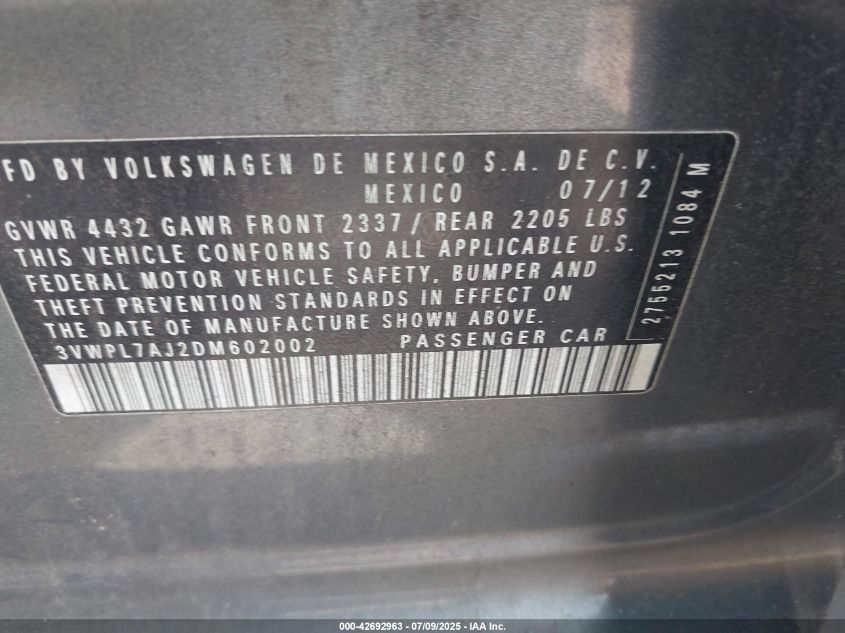 FD BY VOLKSWAGEN DE MEXICO S.A. DE C.V.
MEXICO 07/12
GVWR 4432 GAWR FRONT 2337/ REAR 2205 LBS
THIS VEHICLE CONFORMS TO ALL APPLICABLE U.S.
FEDERAL MOTOR VEHICLE SAFETY, BUMPER AND
THEFT PREVENTION STANDARDS IN EFFECT ON
THE DATE OF MANUFACTURE SHOWN ABOVE.
3VWPL7AJ2DM602002 PASSENGER CAR
2755213 1084 M
000-42692963 - 07/09/2025 - IAA Inc.